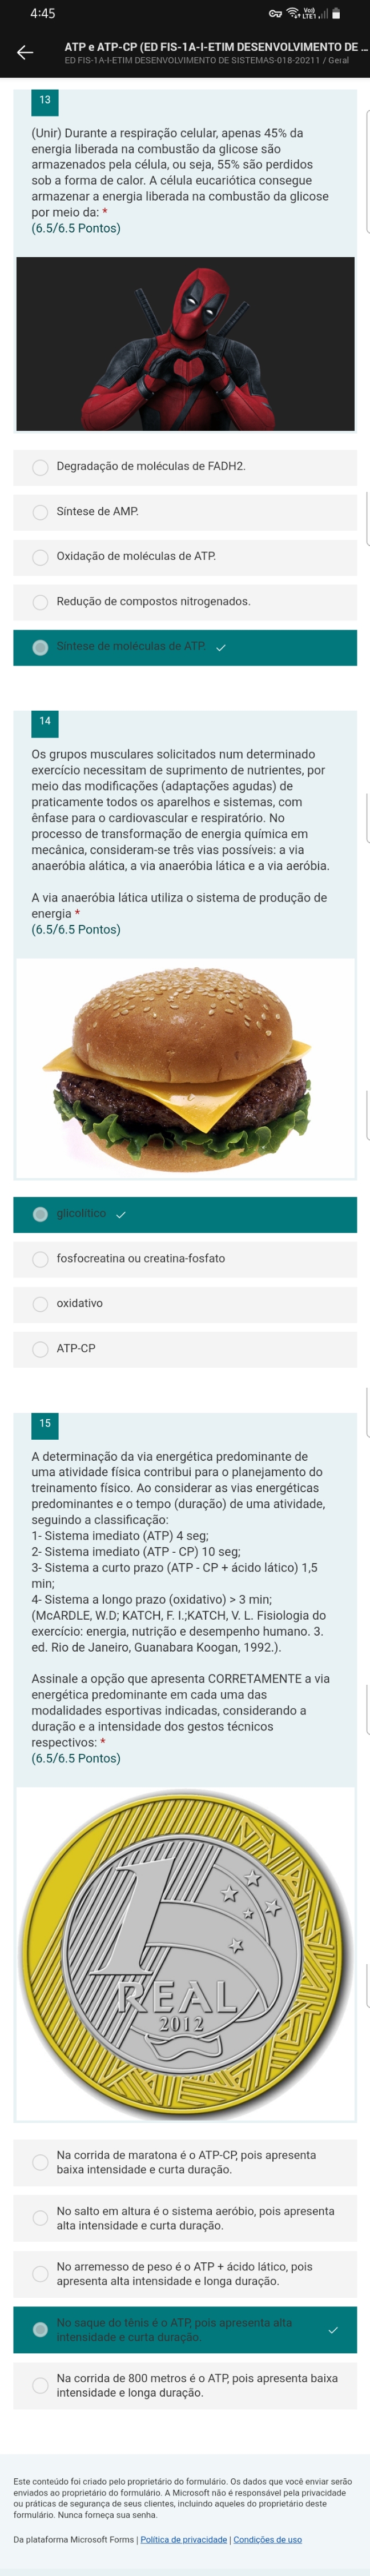 4:45
Vo))
LTE1
ATP e ATP-CP (ED FIS-1A-I-ETIM DESENVOLVIMENTO DE ...
ED FIS-1A-I-ETIM DESENVOLVIMENTO DE SISTEMAS-018-20211 / Geral
13
(Unir) Durante a respiração celular, apenas 45% da
energia liberada na combustão da glicose são
armazenados pela célula, ou seja, 55% são perdidos
sob a forma de calor. A célula eucariótica consegue
armazenar a energia liberada na combustão da glicose
por meio da: *
(6.5/6.5 Pontos)
Degradação de moléculas de FADH2.
Síntese de AMP.
Oxidação de moléculas de ATP.
Redução de compostos nitrogenados.
Síntese de moléculas de ATP.
14
Os grupos musculares solicitados num determinado
exercício necessitam de suprimento de nutrientes, por
meio das modificações (adaptações agudas) de
praticamente todos os aparelhos e sistemas, com
ênfase para o cardiovascular e respiratório. No
processo de transformação de energia química em
mecânica, consideram-se três vias possíveis: a via
anaeróbia alática, a via anaeróbia lática e a via aeróbia.
A via anaeróbia lática utiliza o sistema de produção de
energia *
(6.5/6.5 Pontos)
glicolítico
fosfocreatina ou creatina-fosfato
oxidativo
ATP-CP
15
A determinação da via energética predominante de
uma atividade física contribui para o planejamento do
treinamento físico. Ao considerar as vias energéticas
predominantes e o tempo (duração) de uma atividade,
seguindo a classificação:
1- Sistema imediato (ATP) 4 seg;
2- Sistema imediato (ATP - CP) 10 seg;
3- Sistema a curto prazo (ATP - CP + ácido lático) 1,5
min;
4- Sistema a longo prazo (oxidativo) > 3 min;
(McARDLE, W.D; KATCH, F. I.;KATCH, V. L. Fisiologia do
exercício: energia, nutrição e desempenho humano. 3.
ed. Rio de Janeiro, Guanabara Koogan, 1992.).
Assinale a opção que apresenta CORRETAMENTE a via
energética predominante em cada uma das
modalidades esportivas indicadas, considerando a
duração e a intensidade dos gestos técnicos
respectivos: *
(6.5/6.5 Pontos)
1
REAL
2012
Na corrida de maratona é o ATP-CP, pois apresenta
baixa intensidade e curta duração.
No salto em altura é o sistema aeróbio, pois apresenta
alta intensidade e curta duração.
No arremesso de peso é o ATP + ácido lático, pois
apresenta alta intensidade e longa duração.
No saque do tênis é o ATP, pois apresenta alta
intensidade e curta duração.
Na corrida de 800 metros é o ATP, pois apresenta baixa
intensidade e longa duração.
Este conteúdo foi criado pelo proprietário do formulário. Os dados que você enviar serão
enviados ao proprietário do formulário. A Microsoft não é responsável pela privacidade
ou práticas de segurança de seus clientes, incluindo aqueles do proprietário deste
formulário. Nunca forneça sua senha.
Da plataforma Microsoft Forms | Política de privacidade | Condições de uso